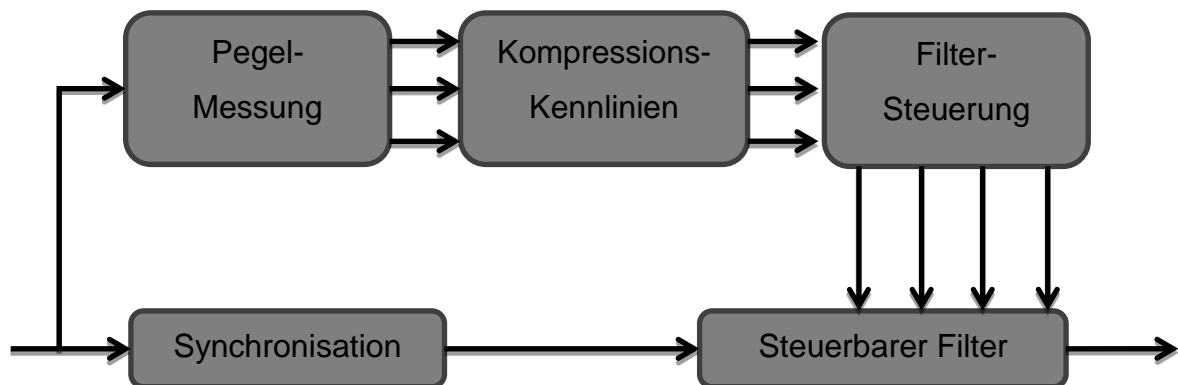 Pegel-
Messung
Kompressions-
Kennlinien
Filter-
Steuerung
Synchronisation
Steuerbarer Filter